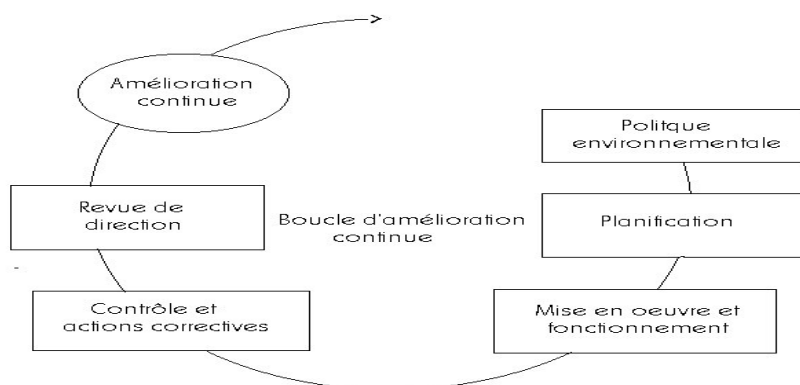 Amélioration
continue
Politque
environnementale
Revue de
direction
Boucle d'amélioration
continue
Planification
Contrôle et
actions correctives
Mise en oeuvre et
fonctionnement